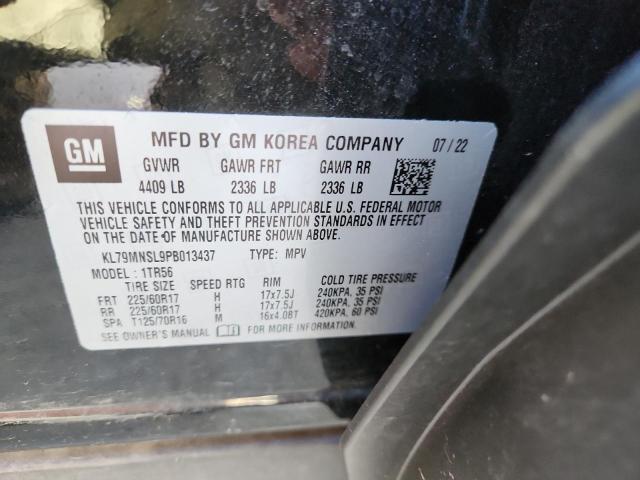 GM MFD BY GM KOREA COMPANY 07/22
GVWR GAWR FRT GAWR RR
4409 LB 2336 LB 2336 LB
THIS VEHICLE CONFORMS TO ALL APPLICABLE U.S. FEDERAL MOTOR
VEHICLE SAFETY AND THEFT PREVENTION STANDARDS IN EFFECT
ON THE DATE OF MANUFACTURE SHOWN ABOVE.
KL79MNSL9PB013437 TYPE: MPV
MODEL: 1TR56
TIRE SIZE SPEED RTG RIM COLD TIRE PRESSURE
FRT 225/60R17 H 17x7.5J 240KPA, 35 PSI
RR 225/60R17 H 17x7.5J 240KPA, 35 PSI
SPA T125/70R16 M 16x4.0BT 420KPA, 60 PSI
SEE OWNER'S MANUAL FOR MORE INFORMATION.